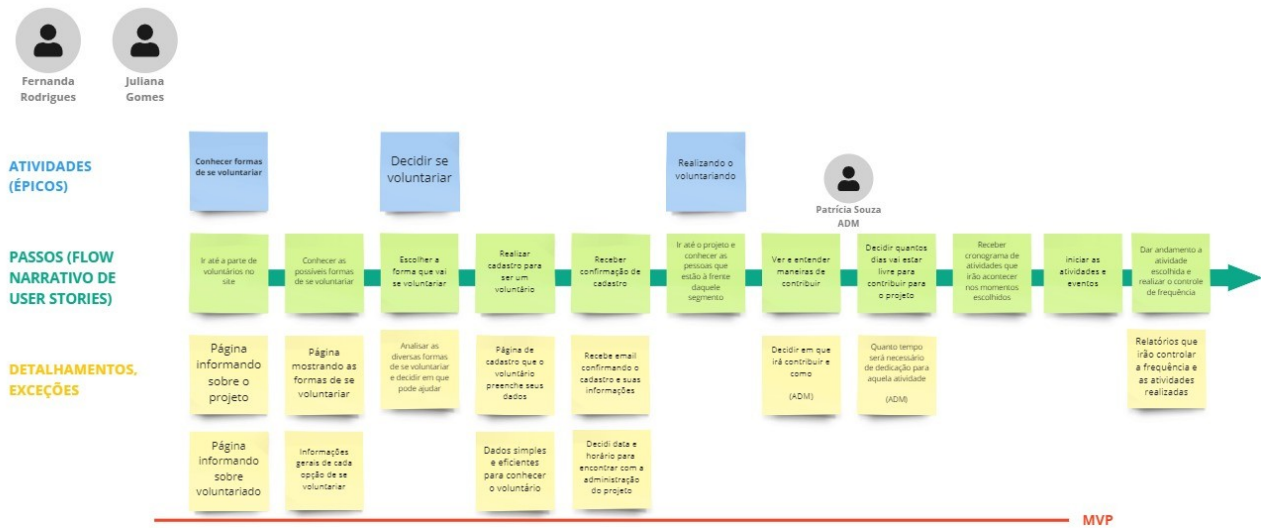 Fernanda
Rodrigues
Juliana
Gomes
ATIVIDADES
(ÉPICOS)
Conhecer formas
de se voluntariar
Decidir se
voluntariar
Realizando o
voluntariando
Patrícia Souza
ADM
PASSOS (FLOW
NARRATIVO DE
USER STORIES)
Ir até a parte de
voluntários no
site
Conhecer as
possíveis formas
de se voluntariar
Escolher a
forma que vai
se voluntariar
Realizar
cadastro para
ser um
voluntário
Receber
confirmação de
cadastro
Ir até o projeto e
conhecer as
pessoas que
estão à frente
daquele
segmento
Ver e entender
maneiras de
contribuir
Decidir quantos
dias vai estar
livre para
contribuir para
o projeto
Receber
cronograma de
atividades que
irão acontecer
nos momentos
escolhidos
iniciar as
atividades e
eventos
Dar andamento a
atividade
escolhida e
realizar o controle
de frequência
DETALHAMENTOS,
EXCEÇÕES
Página
informando
sobre o
projeto
Página
mostrando as
formas de se
voluntariar
Analisar as
diversas formas
de se voluntariar
e decidir em que
pode ajudar
Página de
cadastro que o
voluntário
preenche seus
dados
Recebe email
confirmando o
cadastro e suas
informações
Decidir em que
irá contribuir e
como
(ADM)
Quanto tempo
será necessário
de dedicação para
aquela atividade
(ADM)
Relatórios que
irão controlar
a frequência e
as atividades
realizadas
Página
informando
sobre
voluntariado
Informações
gerais de cada
opção de se
voluntariar
Dados simples
e eficientes
para conhecer
o voluntário
Decidi data e
horário para
encontrar com a
administração
do projeto
MVP